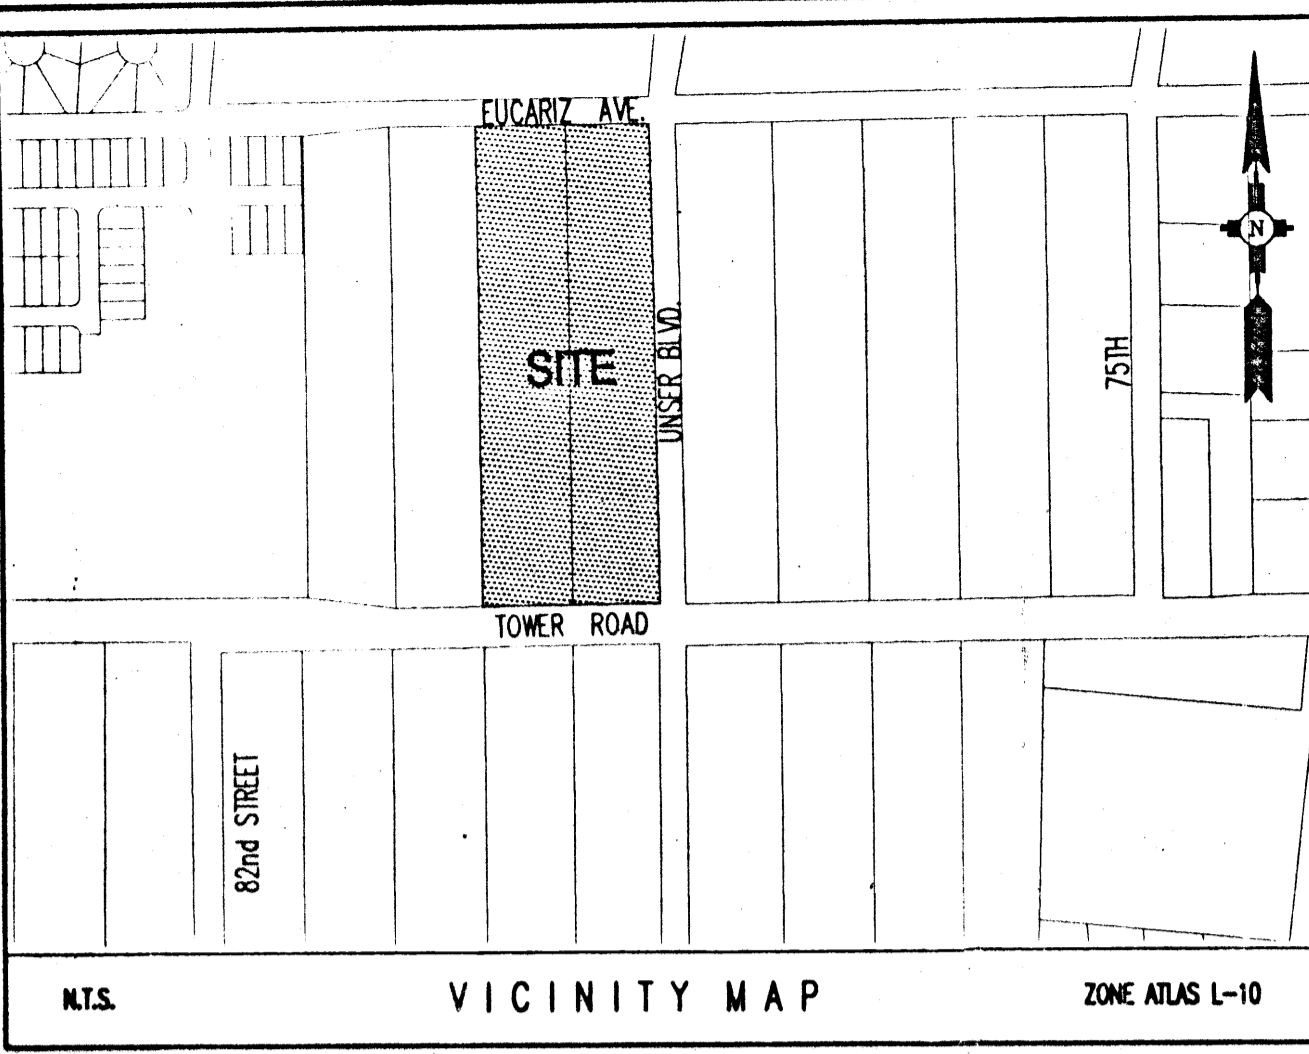 EUCARIZ AVE.
N
SITE
UNSER BLVD.
75TH
TOWER ROAD
82nd STREET
N.T.S.
VICINITY MAP
ZONE ATLAS L-10